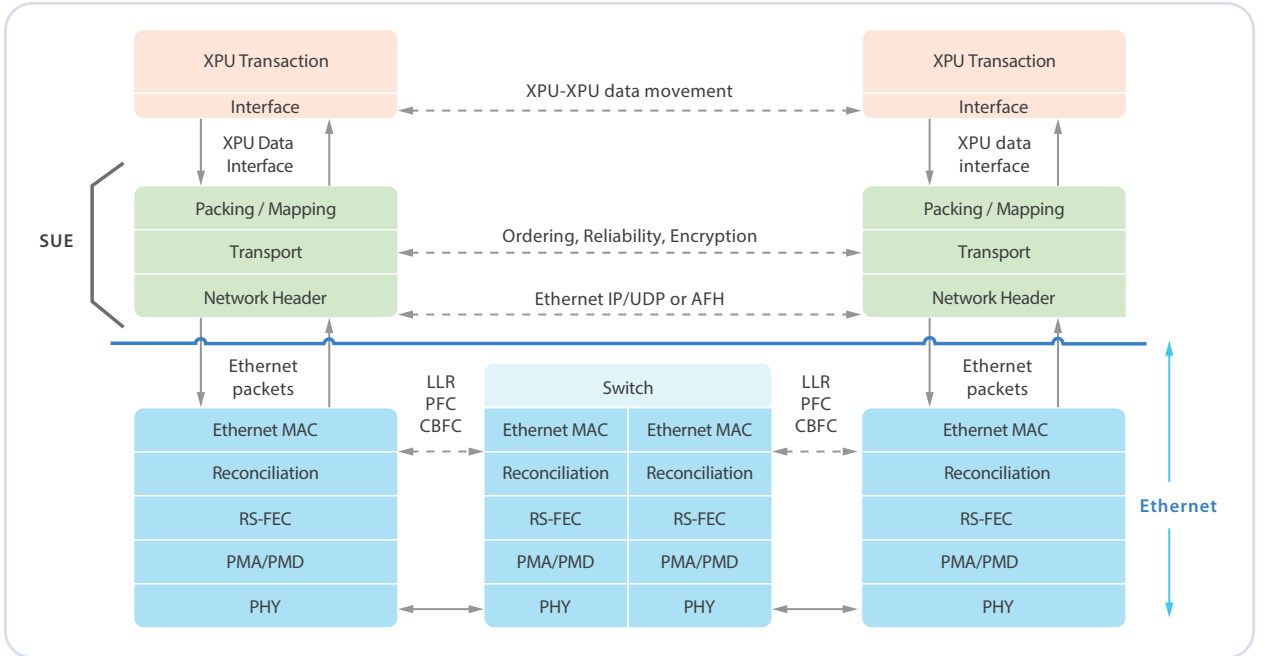 XPU Transaction
XPU Transaction
Interface
XPU-XPU data movement
Interface
XPU Data
Interface
XPU data
interface
SUE
Packing / Mapping
Packing / Mapping
Transport
Ordering, Reliability, Encryption
Transport
Network Header
Ethernet IP/UDP or AFH
Network Header
Ethernet
packets
LLR
PFC
CBFC
Switch
LLR
PFC
CBFC
Ethernet
packets
Ethernet MAC
Ethernet MAC
Ethernet MAC
Ethernet MAC
Reconciliation
Reconciliation
Reconciliation
Reconciliation
RS-FEC
RS-FEC
RS-FEC
RS-FEC
Ethernet
PMA/PMD
PMA/PMD
PMA/PMD
PMA/PMD
PHY
PHY
PHY
PHY